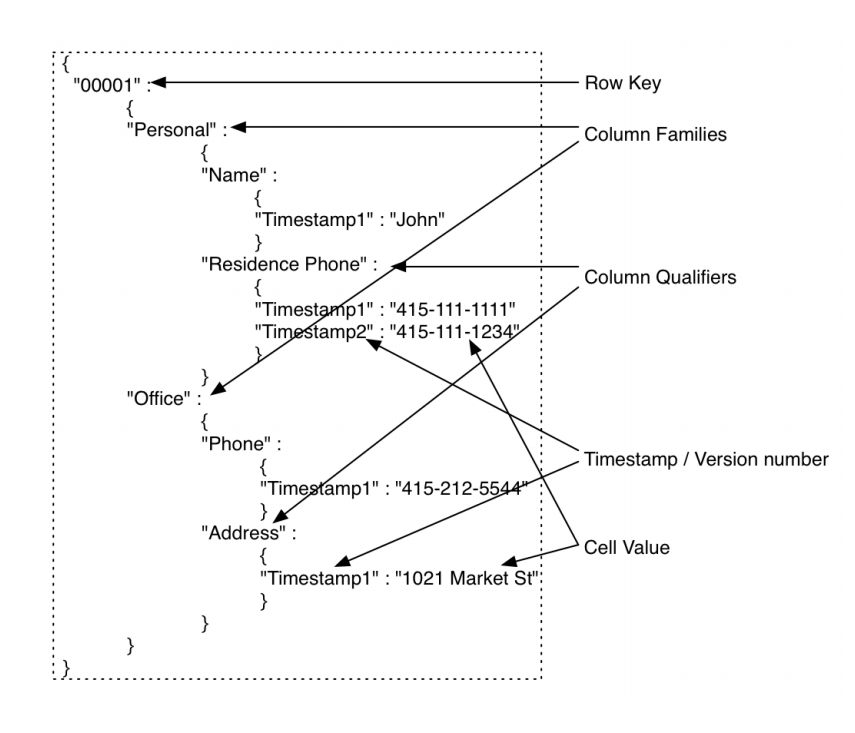 {
"00001" :
Row Key
{
"Personal" :
Column Families
{
"Name" :
{
"Timestamp1" : "John"
}
"Residence Phone" :
Column Qualifiers
{
"Timestamp1" : "415-111-1111"
"Timestamp2" : "415-111-1234"
}
}
"Office" :
{
"Phone" :
Timestamp / Version number
{
"Timestamp1" : "415-212-5544"
}
"Address" :
Cell Value
{
"Timestamp1" : "1021 Market St"
}
}
}
}